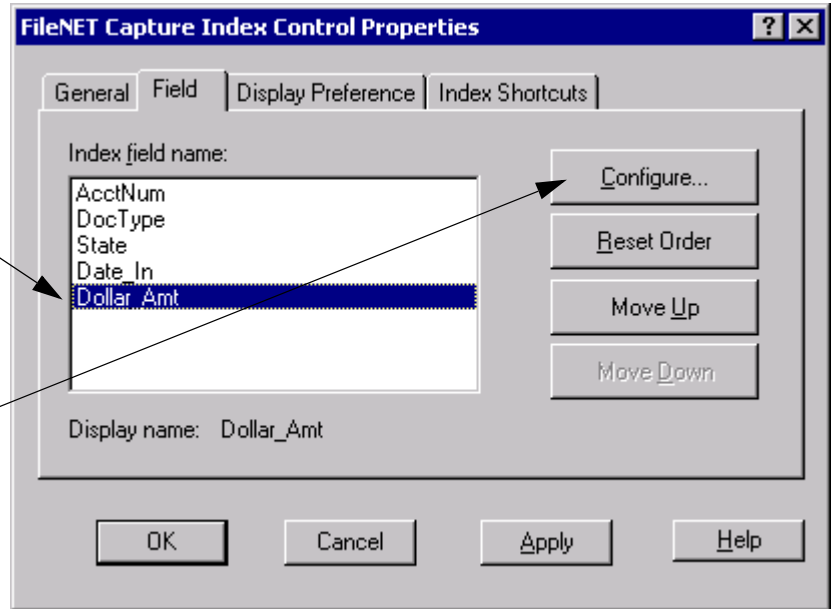 FileNET Capture Index Control Properties
General Field Display Preference Index Shortcuts
Index field name:
AcctNum
DocType
State
Date_In
Dollar_Amt
Configure...
Reset Order
Move Up
Move Down
Display name: Dollar_Amt
OK Cancel Apply Help